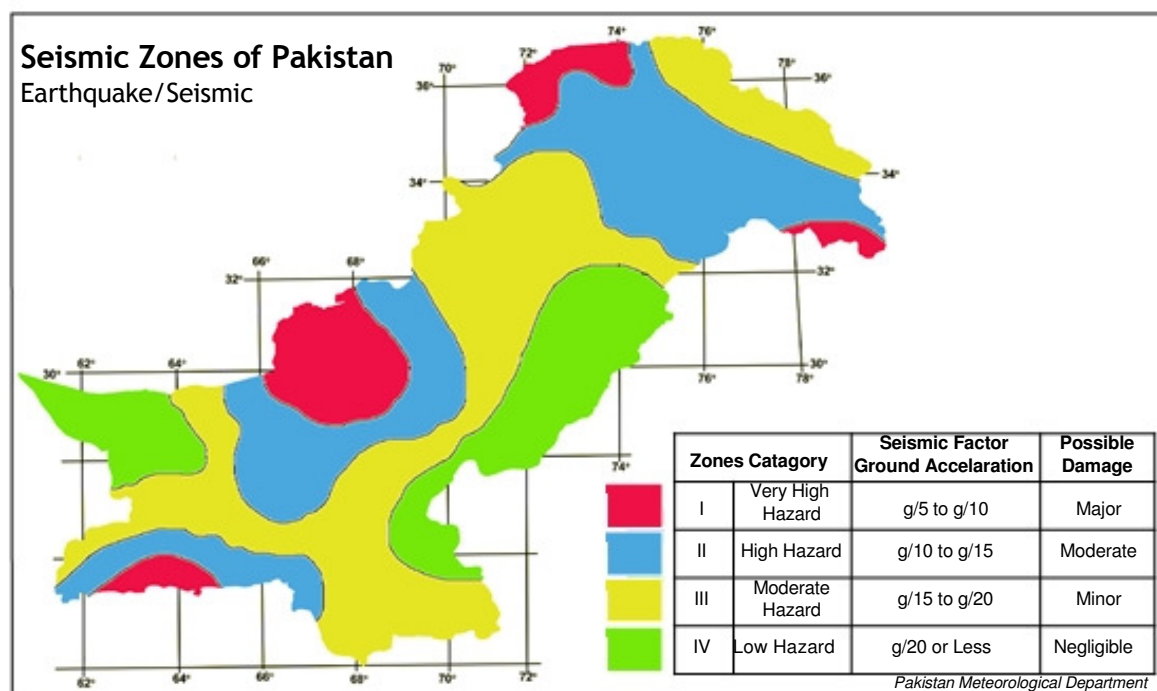 Seismic Zones of Pakistan
Earthquake/Seismic
70°
72°
74°
76°
78°
36°
36°
34°
34°
66°
68°
32°
32°
62°
64°
30°
30°
76°
78°
74°
62°
64°
66°
68°
70°
72°
Zones Catagory
Seismic Factor
Ground Accelaration
Possible
Damage
I
Very High
Hazard
g/5 to g/10
Major
II
High Hazard
g/10 to g/15
Moderate
III
Moderate
Hazard
g/15 to g/20
Minor
IV
Low Hazard
g/20 or Less
Negligible
Pakistan Meteorological Department